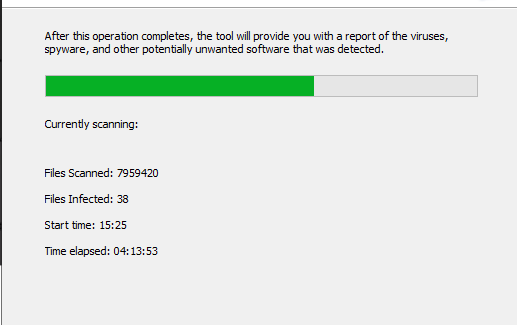 After this operation completes, the tool will provide you with a report of the viruses,
spyware, and other potentially unwanted software that was detected.
Currently scanning:
Files Scanned: 7959420
Files Infected: 38
Start time: 15:25
Time elapsed: 04:13:53